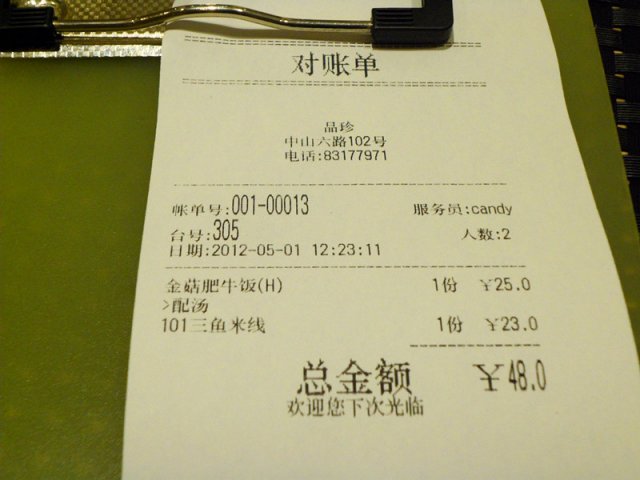 对账单
品珍
中山六路102号
电话:83177971
帐单号:001-00013 服务员:candy
台号:305 人数:2
日期:2012-05-01 12:23:11
金菇肥牛饭(H) 1份 ¥25.0
>配汤
101三鱼米线 1份 ¥23.0
总金额 ¥48.0
欢迎您下次光临